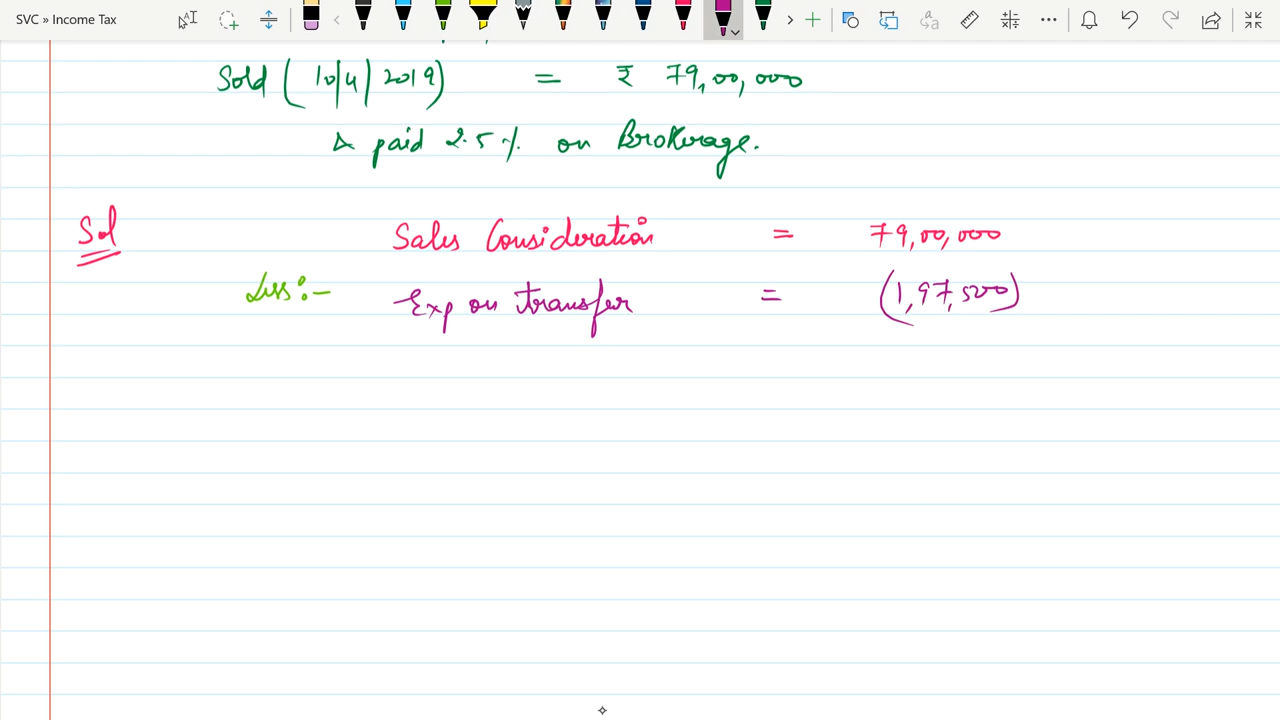 SVC » Income Tax
Sold ( 10/4/2019) = ₹ 79,00,000
& paid 2.5% on Brokerage.
Sol
Sales Consideration = 79,00,000
Less:- Exp on transfer = (1,97,500)